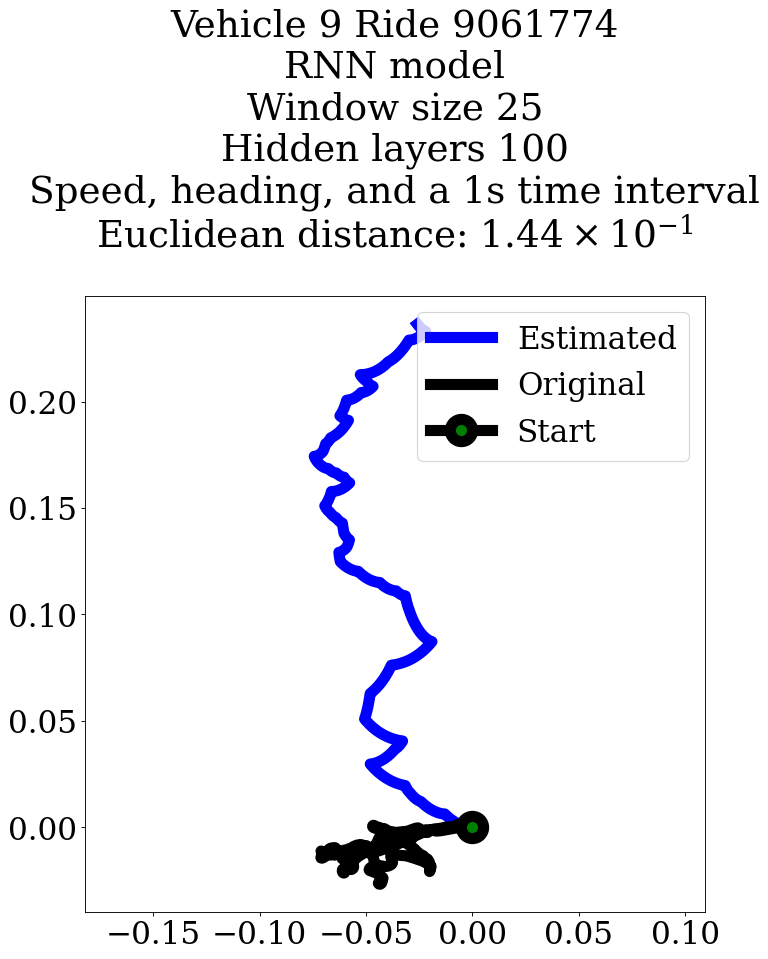 Vehicle 9 Ride 9061774
RNN model
Window size 25
Hidden layers 100
Speed, heading, and a 1s time interval
Euclidean distance: 1.44 × 10⁻¹
Estimated
Original
Start
0.20
0.15
0.10
0.05
0.00
−0.15 −0.10 −0.05 0.00 0.05 0.10